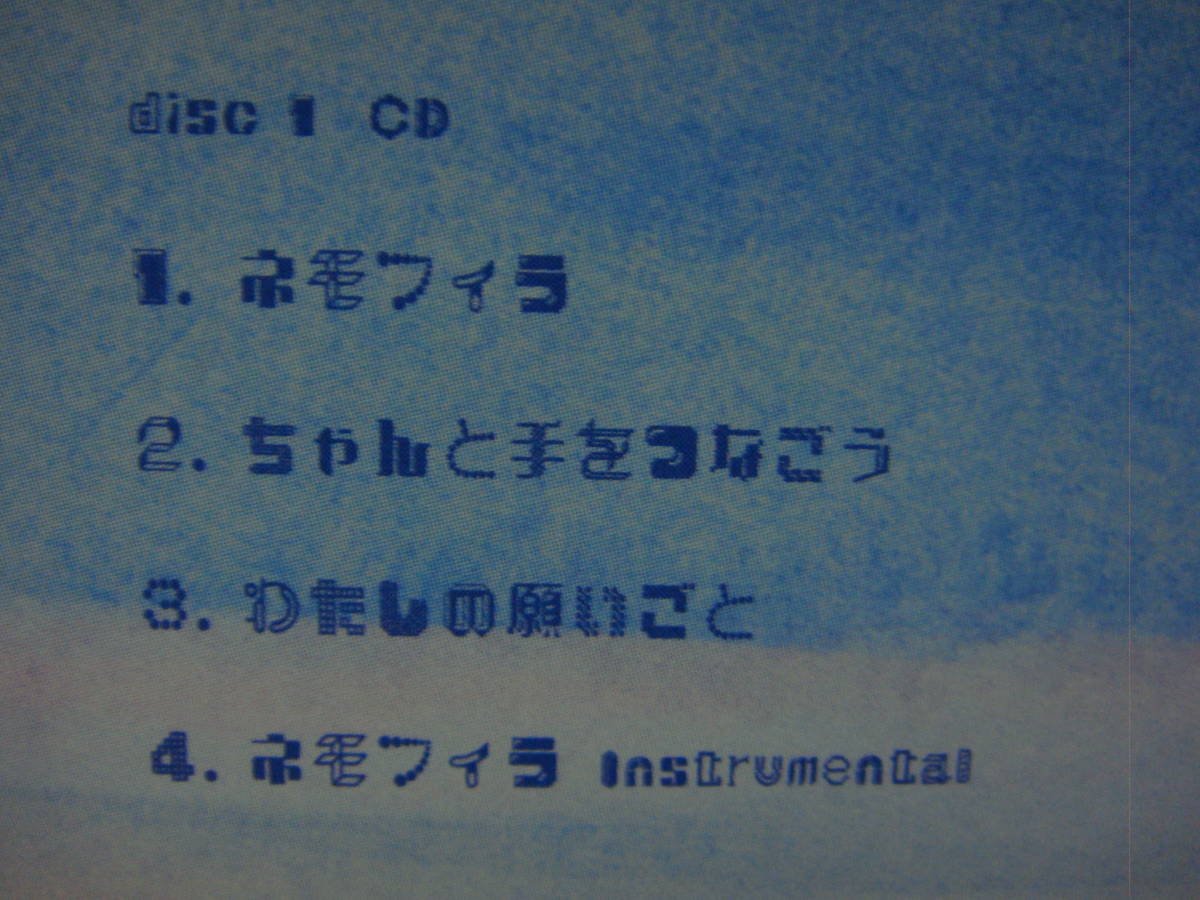 disc 1 CD
1. ネモフィラ
2. ちゃんと手をつなごう
3. わたしの願いごと
4. ネモフィラ Instrumental